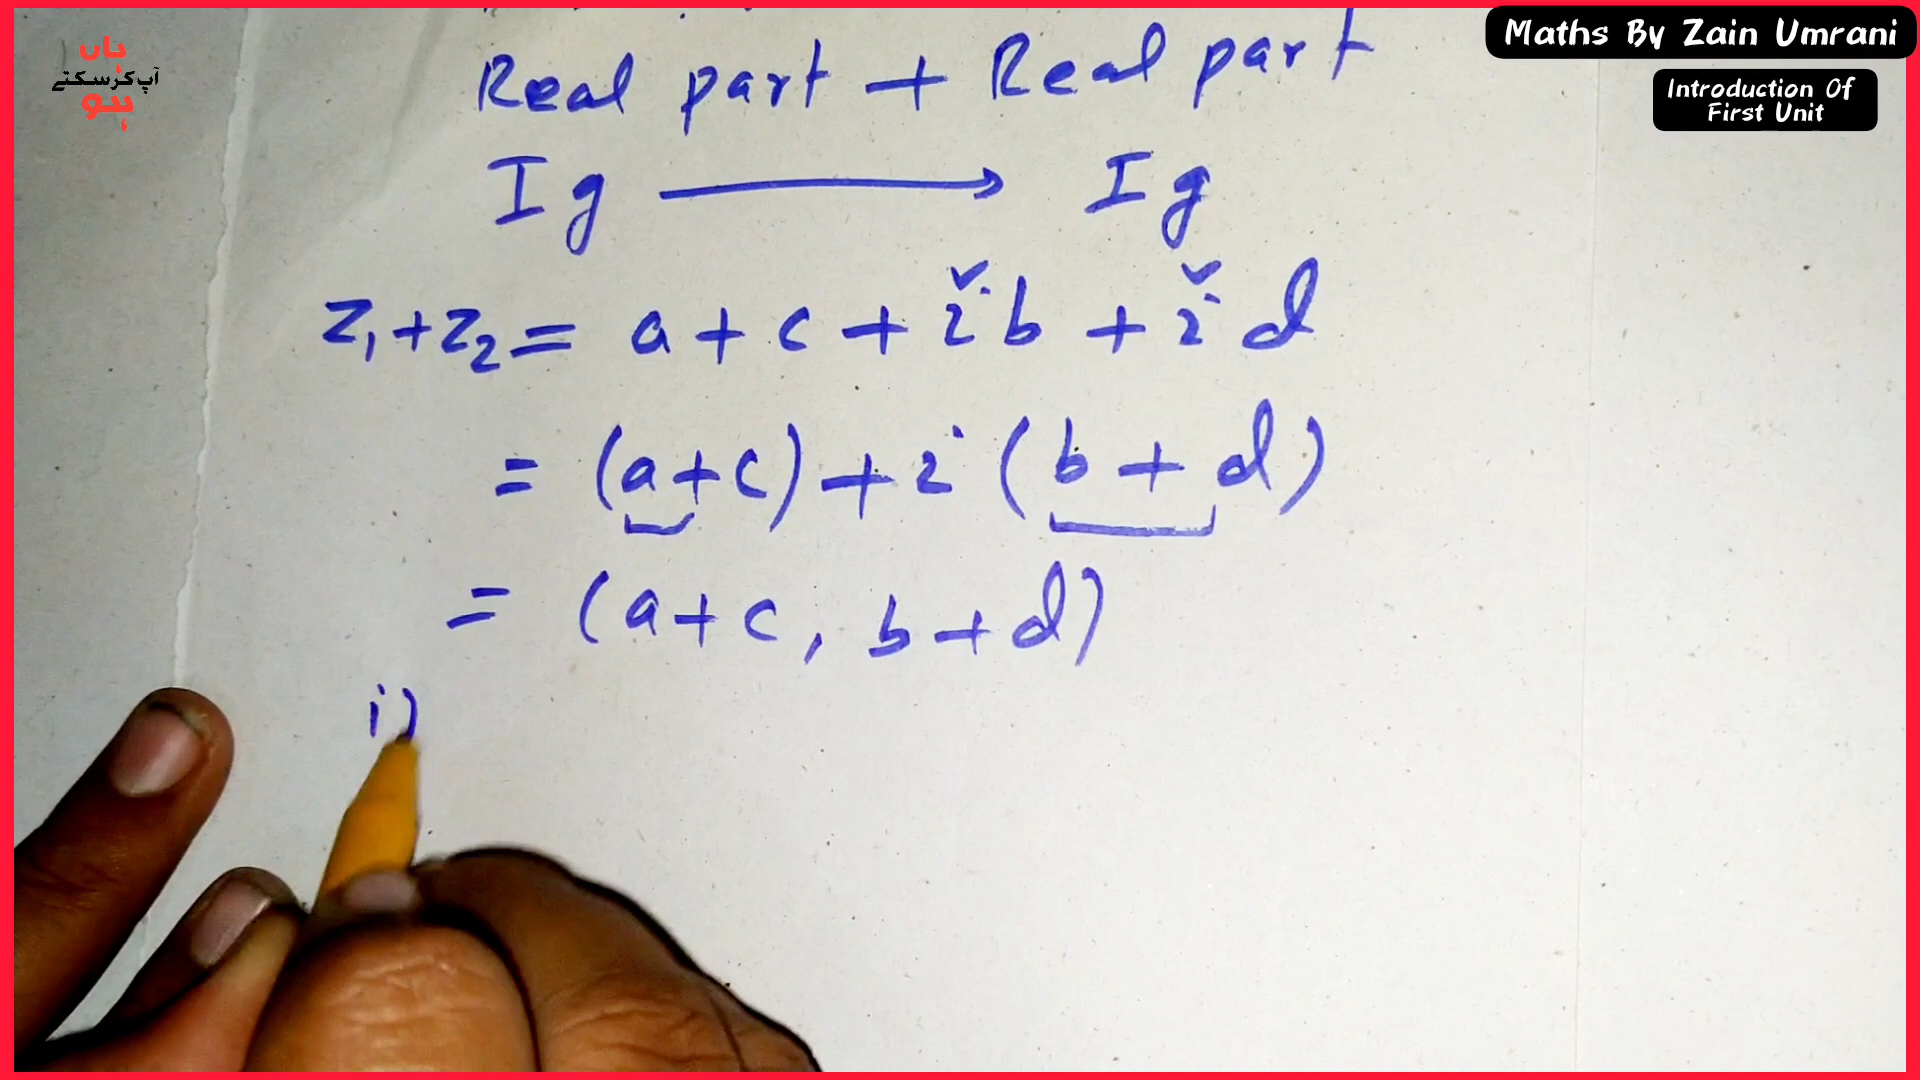 ہاں
آپ کر سکتے
ہو
Maths By Zain Umrani
Introduction Of
First Unit
Real part + Real part
Ig ⟶ Ig
z₁+z₂ = a + c + ib + id
= (a+c) + i (b + d)
= (a+c, b+d)
i)